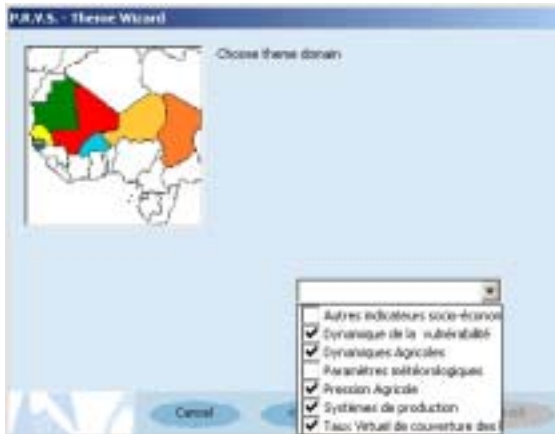 P.R.V.S. - Theme Wizard
Choose theme domain
Autres indicateurs socio-économ
Dynamique de la vulnérabilité
Dynamiques Agricoles
Paramètres météorologiques
Pression Agricole
Systèmes de production
Taux Virtuel de couverture des
Cancel